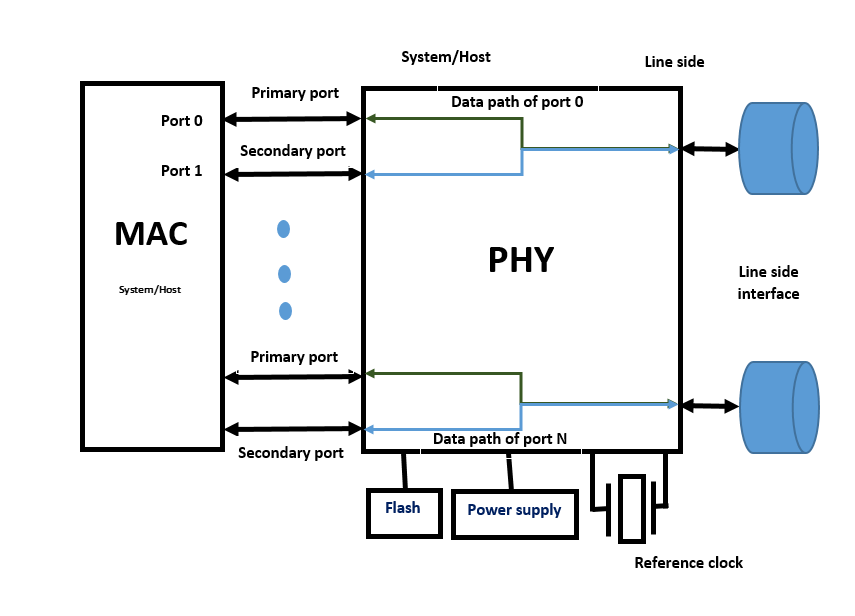 System/Host
Line side
Primary port
Data path of port 0
Port 0
Secondary port
Port 1
MAC
PHY
System/Host
Line side
interface
Primary port
Data path of port N
Secondary port
Flash
Power supply
Reference clock